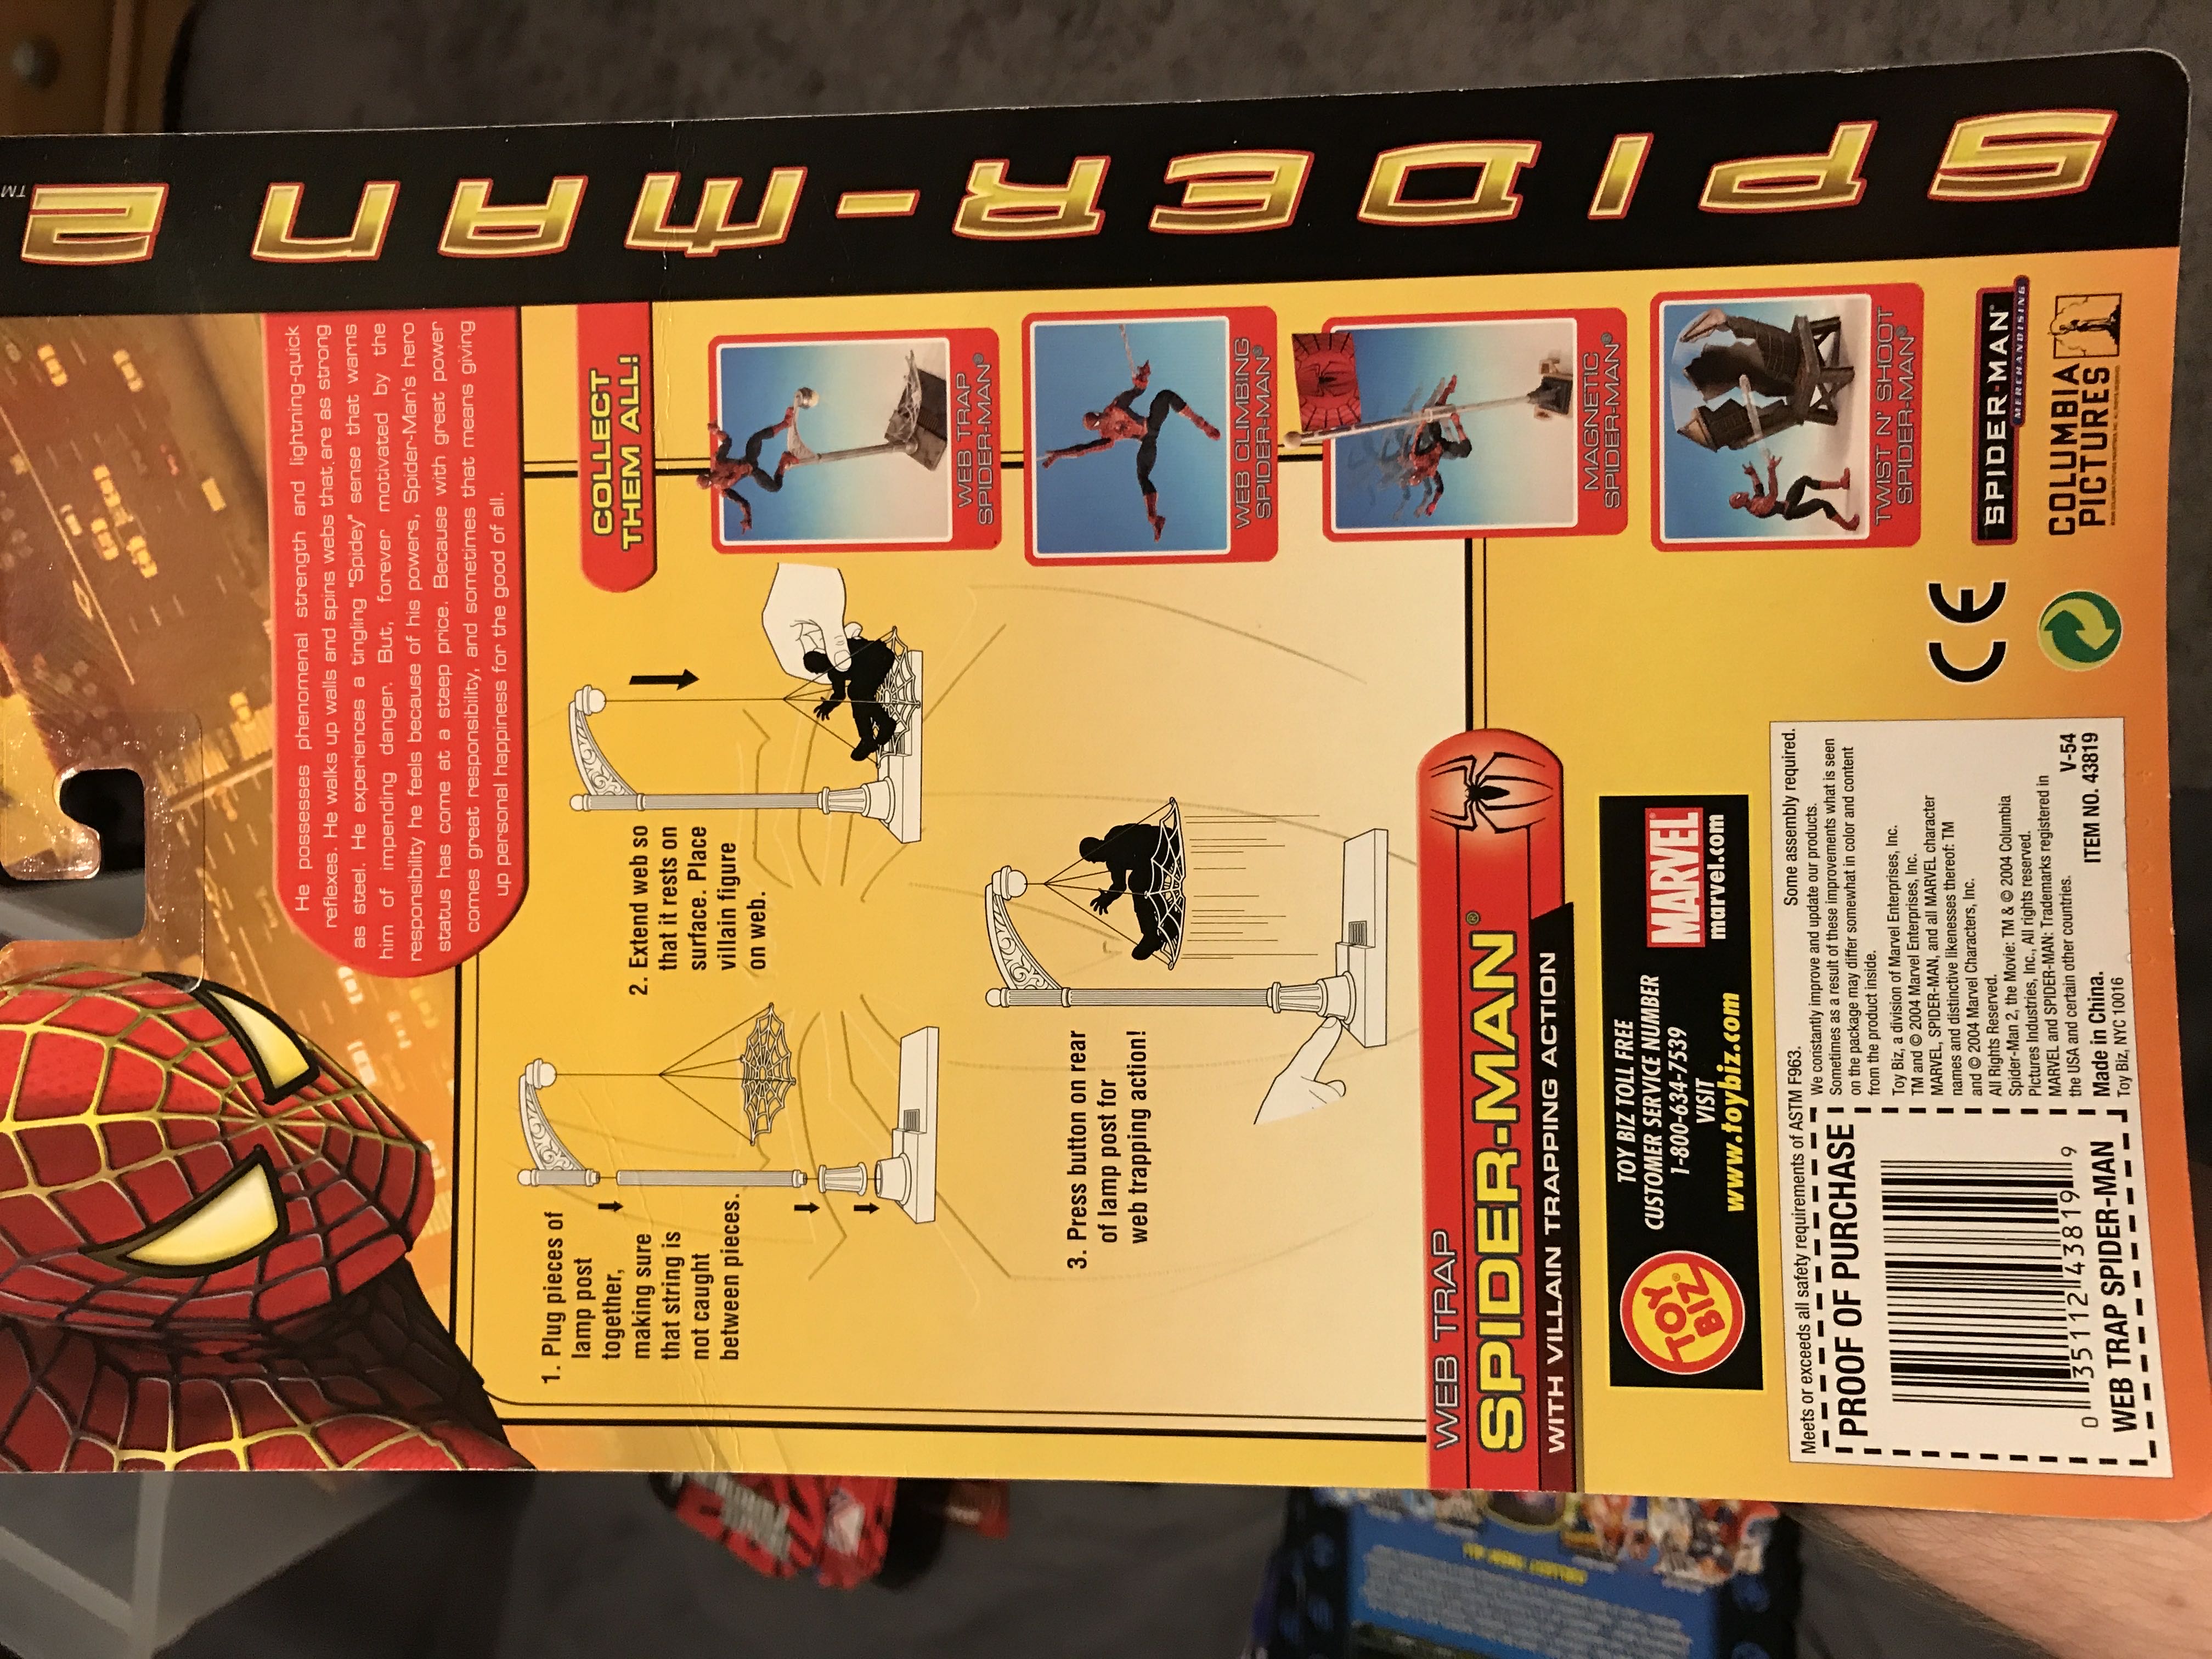 SPIDER-MAN 2™
He possesses phenomenal strength and lightning-quick
reflexes. He walks up walls and spins webs that are as strong
as steel. He experiences a tingling "Spidey" sense that warns
him of impending danger. But, forever motivated by the
responsibility he feels because of his powers, Spider-Man's hero
status has come at a steep price. Because with great power
comes great responsibility, and sometimes that means giving
up personal happiness for the good of all.
1. Plug pieces of
lamp post
together,
making sure
that string is
not caught
between pieces.
2. Extend web so
that it rests on
surface. Place
villain figure
on web.
3. Press button on rear
of lamp post for
web trapping action!
COLLECT
THEM ALL!
WEB TRAP
SPIDER-MAN®
WEB CLIMBING
SPIDER-MAN®
MAGNETIC
SPIDER-MAN®
TWIST N' SHOOT
SPIDER-MAN®
WEB TRAP
SPIDER-MAN®
WITH VILLAIN TRAPPING ACTION
TOY BIZ®
TOY BIZ TOLL FREE
CUSTOMER SERVICE NUMBER
1-800-634-7539
VISIT
www.toybiz.com
MARVEL
marvel.com
CE
SPIDER-MAN®
MERCHANDISING
COLUMBIA
PICTURES
Meets or exceeds all safety requirements of ASTM F963.
Some assembly required.
PROOF OF PURCHASE
0 35112 43819 9
WEB TRAP SPIDER-MAN
We constantly improve and update our products.
Sometimes as a result of these improvements what is seen
on the package may differ somewhat in color and content
from the product inside.
Toy Biz, a division of Marvel Enterprises, Inc.
TM and © 2004 Marvel Enterprises, Inc.
MARVEL, SPIDER-MAN, and all MARVEL character
names and distinctive likenesses thereof: TM
and © 2004 Marvel Characters, Inc.
All Rights Reserved.
Spider-Man 2, the Movie: TM & © 2004 Columbia
Pictures Industries, Inc., All rights reserved.
MARVEL and SPIDER-MAN: Trademarks registered in
the USA and certain other countries.
Made in China.
Toy Biz, NYC 10016
V-54
ITEM NO. 43819